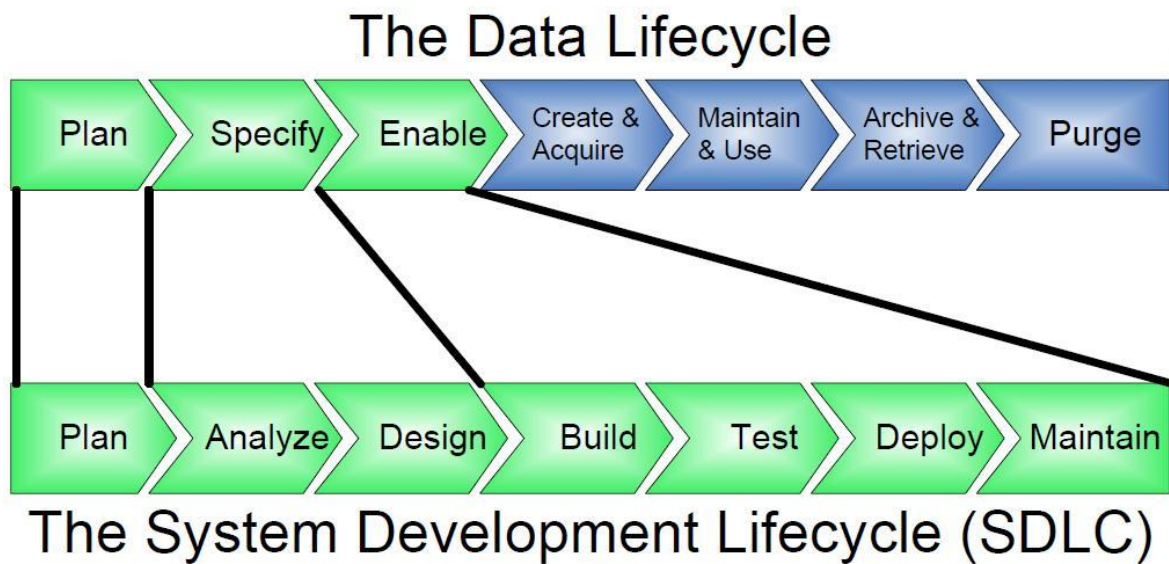 The Data Lifecycle
Plan
Specify
Enable
Create &
Acquire
Maintain
& Use
Archive &
Retrieve
Purge
Plan
Analyze
Design
Build
Test
Deploy
Maintain
The System Development Lifecycle (SDLC)